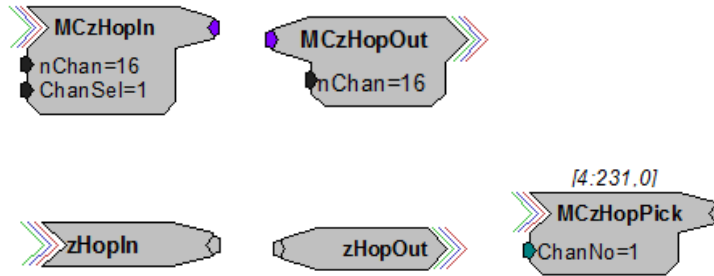 MCzHopIn
nChan=16
ChanSel=1
MCzHopOut
nChan=16
zHopIn
zHopOut
[4:231,0]
MCzHopPick
ChanNo=1